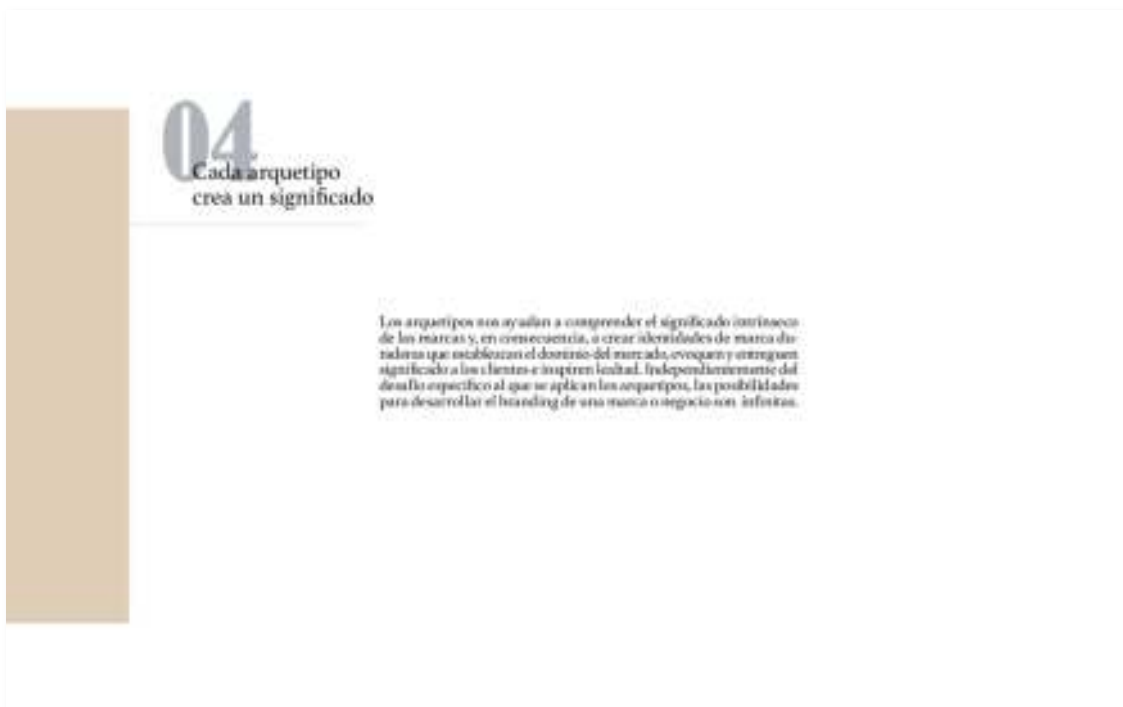 04
Cada arquetipo
crea un significado
Los arquetipos nos ayudan a comprender el significado intrínseco
de las marcas y, en consecuencia, a crear identidades de marca du-
raderas que establezcan el dominio del mercado, evoquen y entreguen
significado a los clientes e inspiren lealtad. Independientemente del
desafío específico al que se aplican los arquetipos, las posibilidades
para desarrollar el branding de una marca o negocio son infinitas.